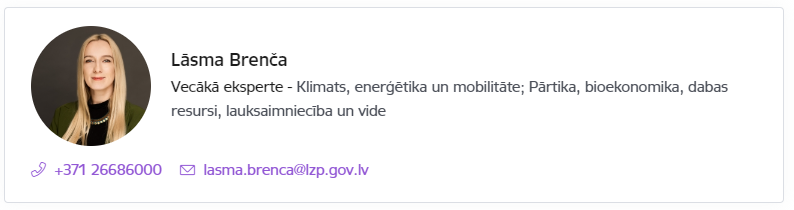 Lāsma Brenča
Vecākā eksperte - Klimats, enerģētika un mobilitāte; Pārtika, bioekonomika, dabas
resursi, lauksaimniecība un vide
+371 26686000 lasma.brenca@lzp.gov.lv